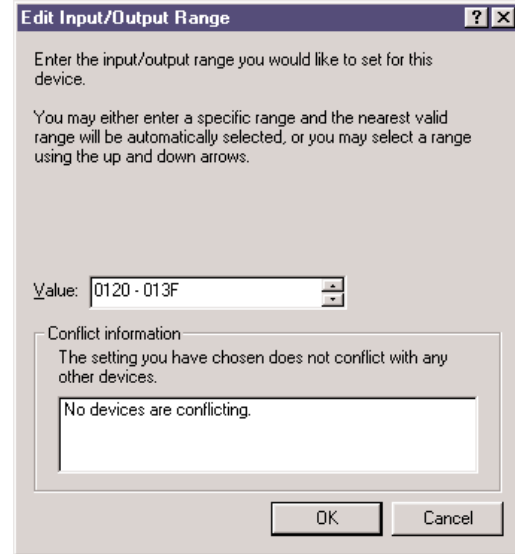 Edit Input/Output Range
Enter the input/output range you would like to set for this
device.
You may either enter a specific range and the nearest valid
range will be automatically selected, or you may select a range
using the up and down arrows.
Value: 0120 - 013F
Conflict information
The setting you have chosen does not conflict with any
other devices.
No devices are conflicting.
OK Cancel